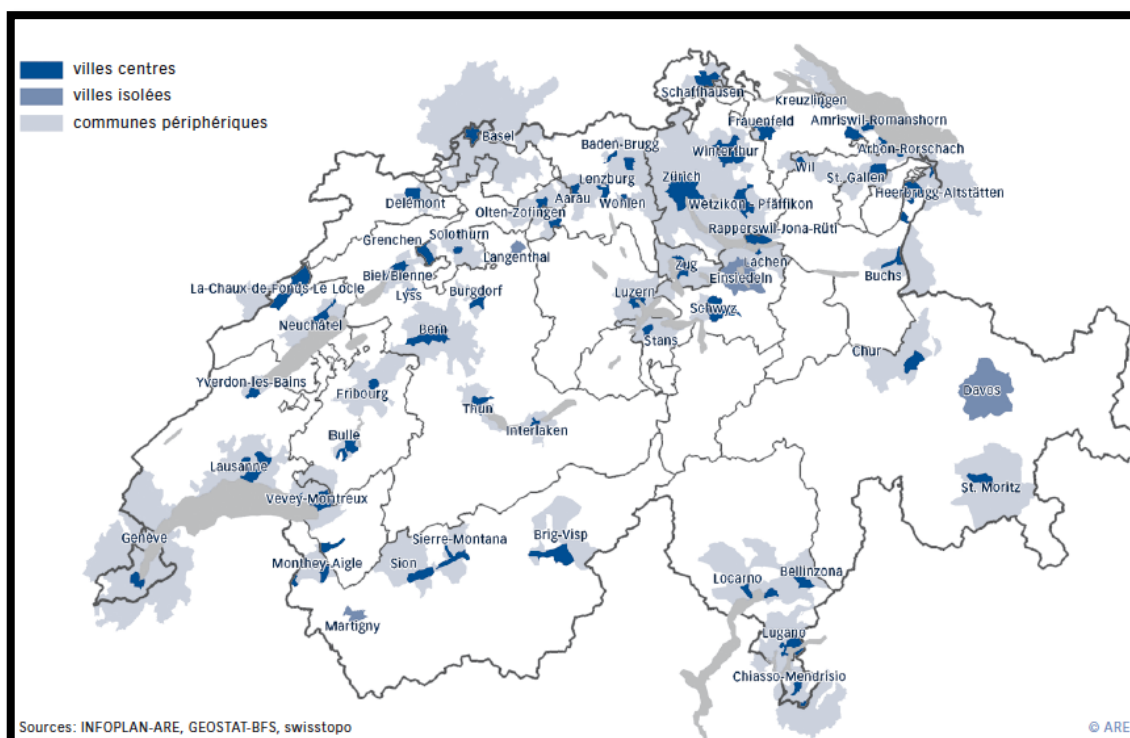 villes centres
villes isolées
communes périphériques
Schaffhausen
Kreuzlingen
Basel
Frauenfeld
Amriswil-Romanshorn
Baden-Brugg
Winterthur
Arbon-Rorschach
Wil
Zürich
St. Gallen
Lenzburg
Heerbrugg-Altstätten
Delémont
Aarau
Wohlen
Wetzikon-Pfäffikon
Olten-Zofingen
Rapperswil-Jona-Rüti
Solothurn
Grenchen
Langenthal
Lachen
Zug
Biel/Bienne
Einsiedeln
Buchs
La-Chaux-de-Fonds-Le Locle
Lyss
Burgdorf
Luzern
Schwyz
Neuchâtel
Bern
Stans
Chur
Yverdon-les-Bains
Fribourg
Davos
Thun
Interlaken
Bulle
Lausanne
St. Moritz
Vevey-Montreux
Genève
Sierre-Montana
Brig-Visp
Monthey-Aigle
Sion
Bellinzona
Locarno
Martigny
Lugano
Chiasso-Mendrisio
Sources: INFOPLAN-ARE, GEOSTAT-BFS, swisstopo
© ARE